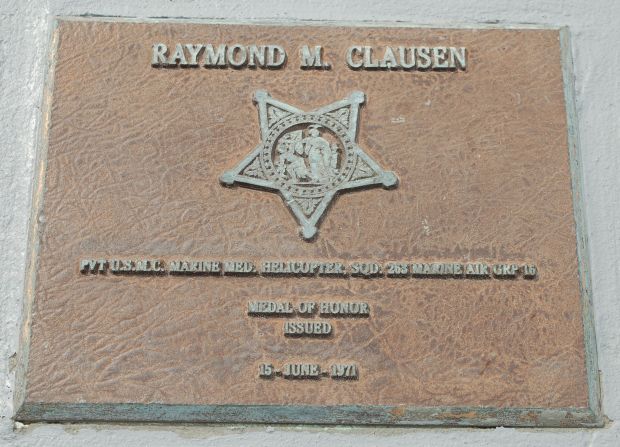 RAYMOND M. CLAUSEN
PVT U.S.M.C. MARINE MED. HELICOPTER. SQD. 263 MARINE AIR GRP 16
MEDAL OF HONOR
ISSUED
15 - JUNE - 1971